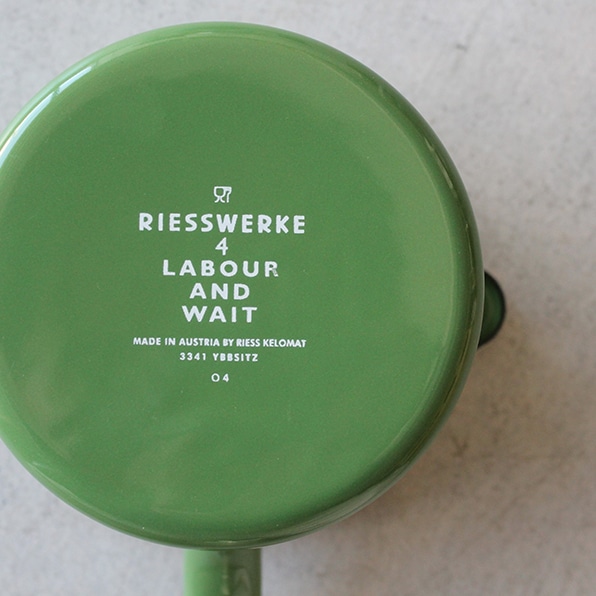 RIESSWERKE
4
LABOUR
AND
WAIT
MADE IN AUSTRIA BY RIESS KELOMAT
3341 YBBSITZ
04